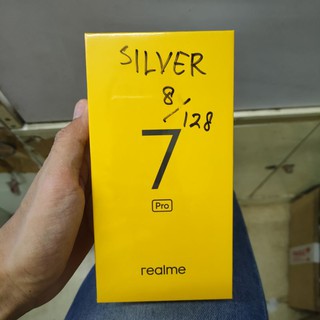 SILVER
8/128
7
Pro
realme